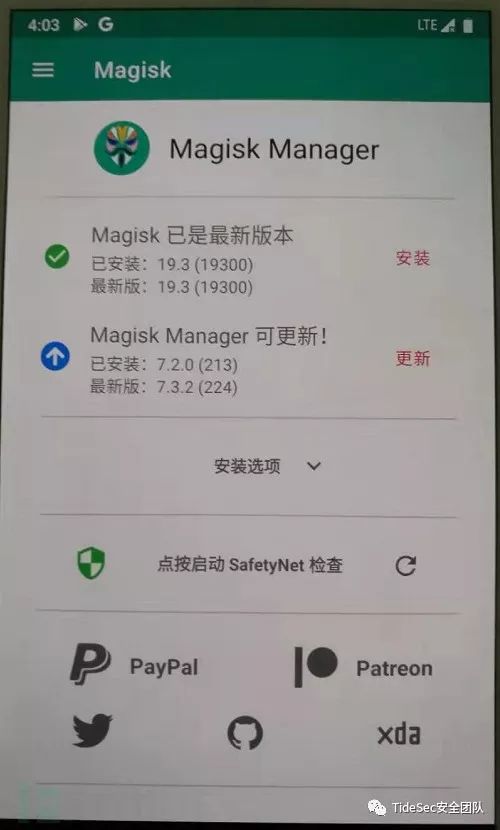 4:03
LTE
Magisk
Magisk Manager
Magisk 已是最新版本
已安装：19.3 (19300)
最新版：19.3 (19300)
安装
Magisk Manager 可更新！
已安装：7.2.0 (213)
最新版：7.3.2 (224)
更新
安装选项
点按启动 SafetyNet 检查
PayPal
Patreon
xda
TideSec安全团队